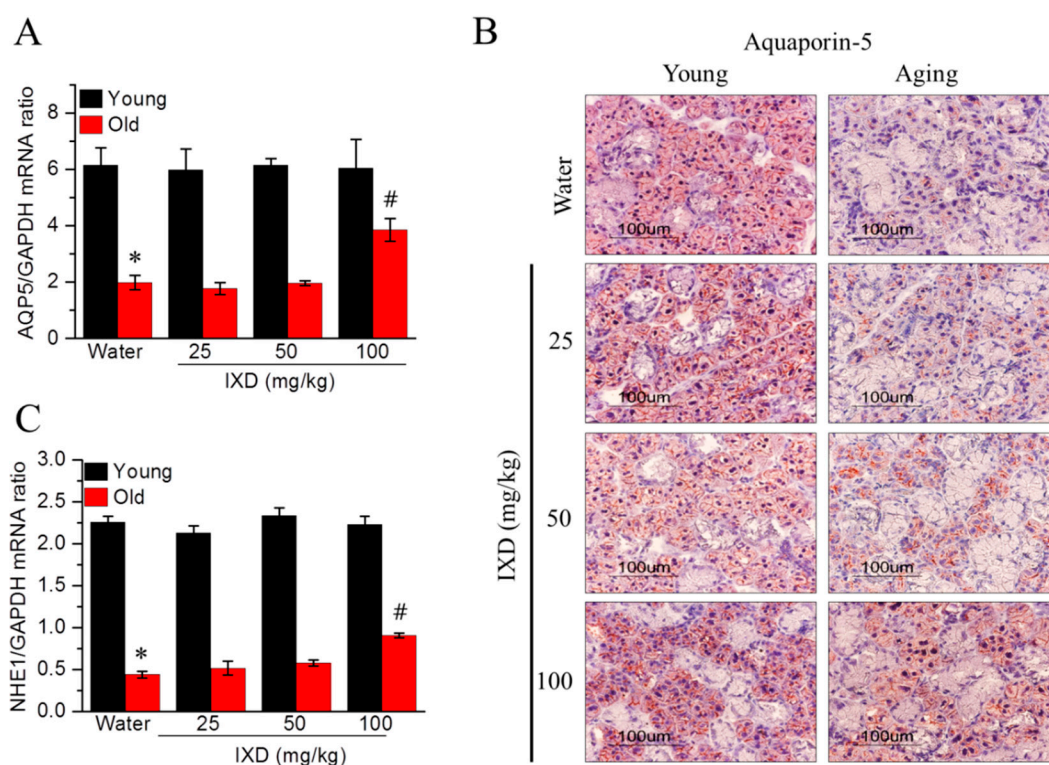 A
AQP5/GAPDH mRNA ratio
8
6
4
2
0
Young
Old
*
#
Water 25 50 100
IXD (mg/kg)
B
Aquaporin-5
Young Aging
Water
100um 100um
IXD (mg/kg)
25
100um 100um
50
100um 100um
100
100um 100um
C
NHE1/GAPDH mRNA ratio
3.0
2.5
2.0
1.5
1.0
0.5
0.0
Young
Old
*
#
Water 25 50 100
IXD (mg/kg)